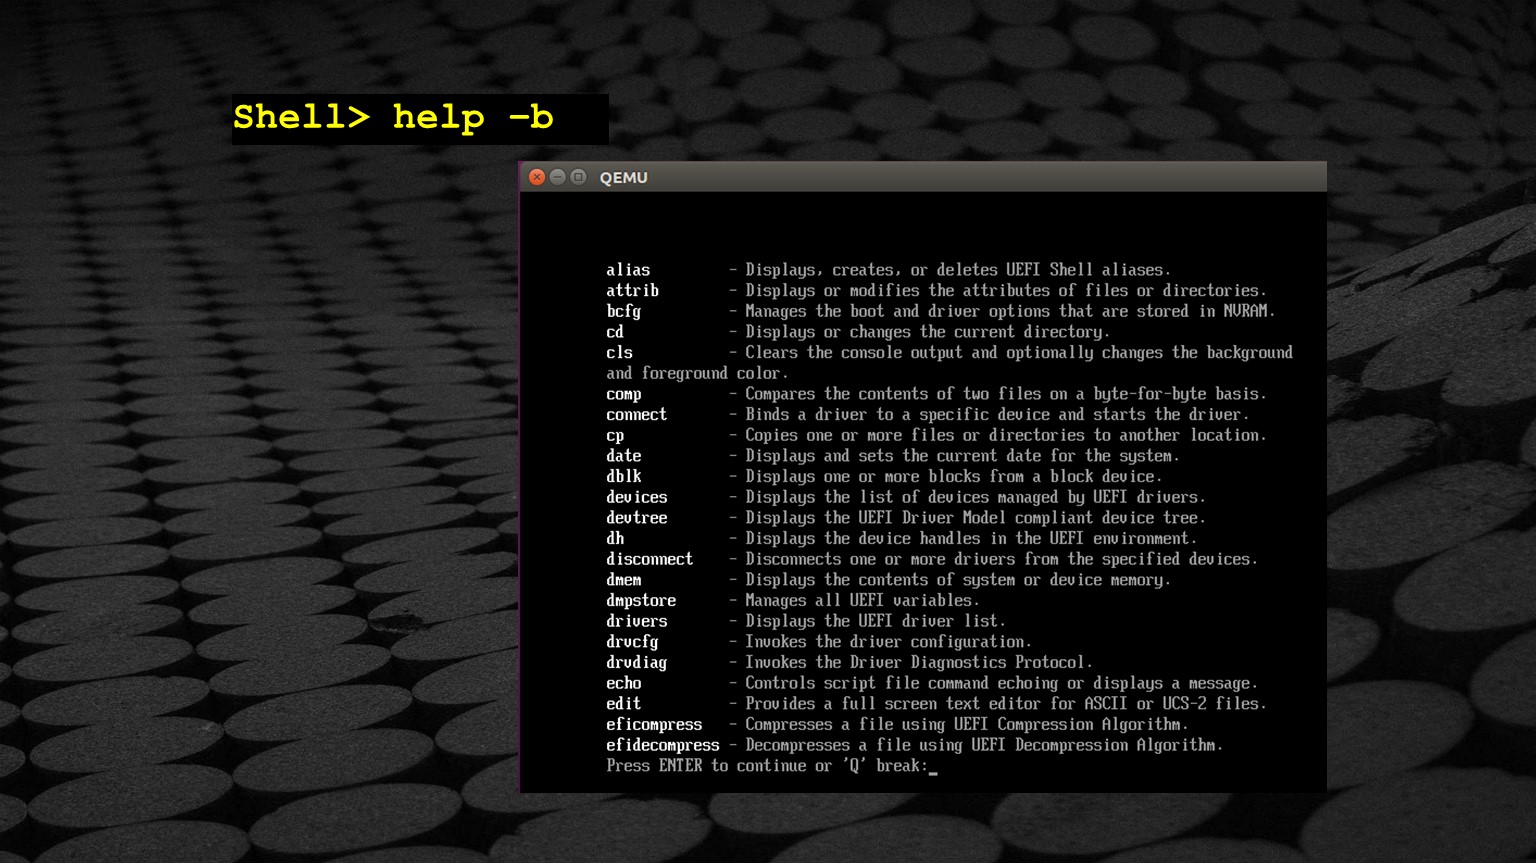 Shell> help –b
QEMU
alias - Displays, creates, or deletes UEFI Shell aliases.
attrib - Displays or modifies the attributes of files or directories.
bcfg - Manages the boot and driver options that are stored in NVRAM.
cd - Displays or changes the current directory.
cls - Clears the console output and optionally changes the background
and foreground color.
comp - Compares the contents of two files on a byte-for-byte basis.
connect - Binds a driver to a specific device and starts the driver.
cp - Copies one or more files or directories to another location.
date - Displays and sets the current date for the system.
dblk - Displays one or more blocks from a block device.
devices - Displays the list of devices managed by UEFI drivers.
devtree - Displays the UEFI Driver Model compliant device tree.
dh - Displays the device handles in the UEFI environment.
disconnect - Disconnects one or more drivers from the specified devices.
dmem - Displays the contents of system or device memory.
dmpstore - Manages all UEFI variables.
drivers - Displays the UEFI driver list.
drvcfg - Invokes the driver configuration.
drvdiag - Invokes the Driver Diagnostics Protocol.
echo - Controls script file command echoing or displays a message.
edit - Provides a full screen text editor for ASCII or UCS-2 files.
eficompress - Compresses a file using UEFI Compression Algorithm.
efidecompress - Decompresses a file using UEFI Decompression Algorithm.
Press ENTER to continue or 'Q' break:_